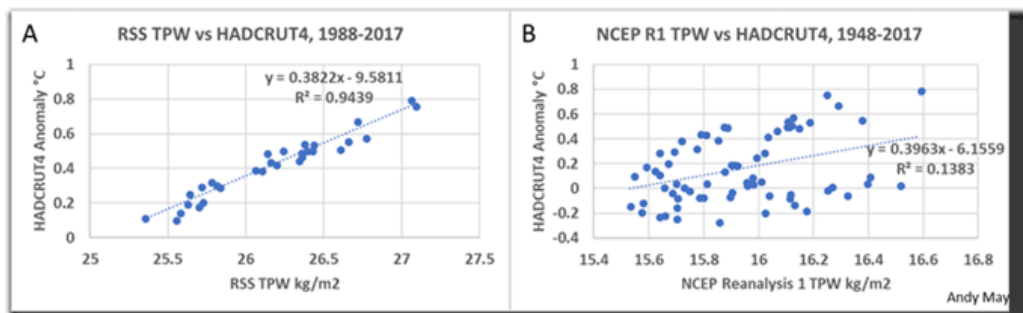 A
RSS TPW vs HADCRUT4, 1988-2017
HADCRUT4 Anomaly °C
1
0.8
0.6
0.4
0.2
0
y = 0.3822x - 9.5811
R² = 0.9439
25 25.5 26 26.5 27 27.5
RSS TPW kg/m2
B
NCEP R1 TPW vs HADCRUT4, 1948-2017
HADCRUT4 Anomaly °C
1
0.8
0.6
0.4
0.2
0
-0.2
-0.4
y = 0.3963x - 6.1559
R² = 0.1383
15.4 15.6 15.8 16 16.2 16.4 16.6 16.8
NCEP Reanalysis 1 TPW kg/m2
Andy May